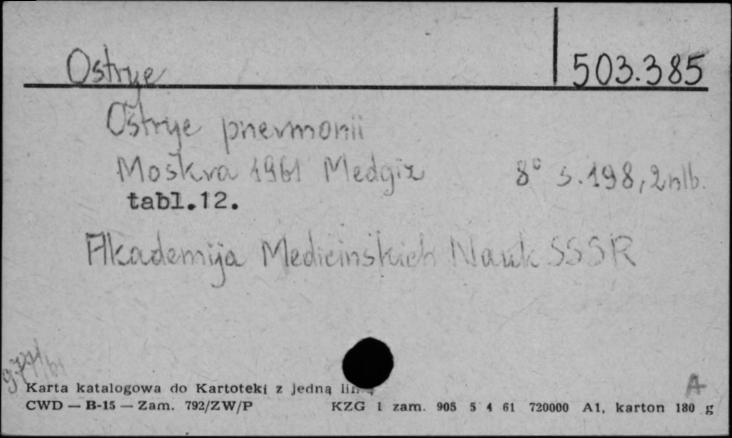 Ostrye
503.385
Ostrye pnevmonii
Moskva 1961 Medgiz 8° s. 198, 2 nlb.
tabl.12.
Akademija Medicinskich Nauk SSSR
Karta katalogowa do Kartoteki z jedną
A
CWD — B-15 — Zam. 792/ZW/P KZG 1 zam. 905 5 4 61 720000 A1, karton 180 g